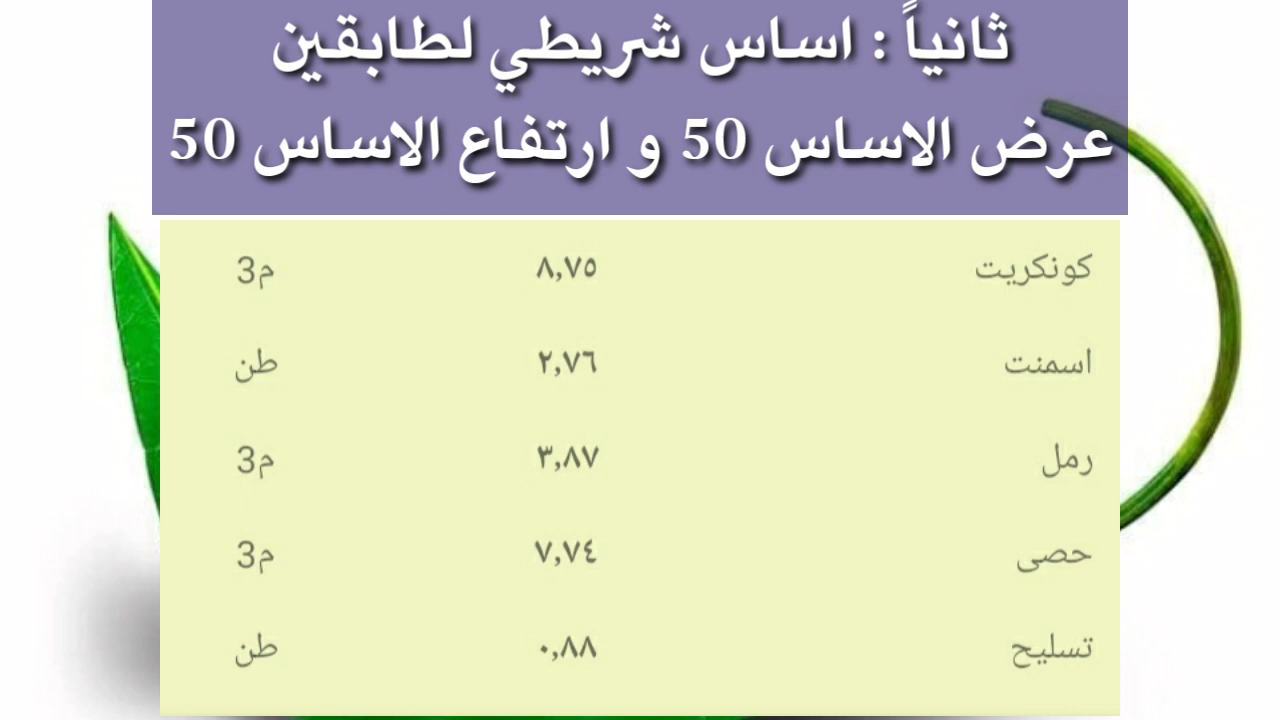 ثانياً : اساس شريطي لطابقين
عرض الاساس 50 و ارتفاع الاساس 50
كونكريت ٨,٧٥ م3
اسمنت ٢,٧٦ طن
رمل ٣,٨٧ م3
حصى ٧,٧٤ م3
تسليح ٠,٨٨ طن